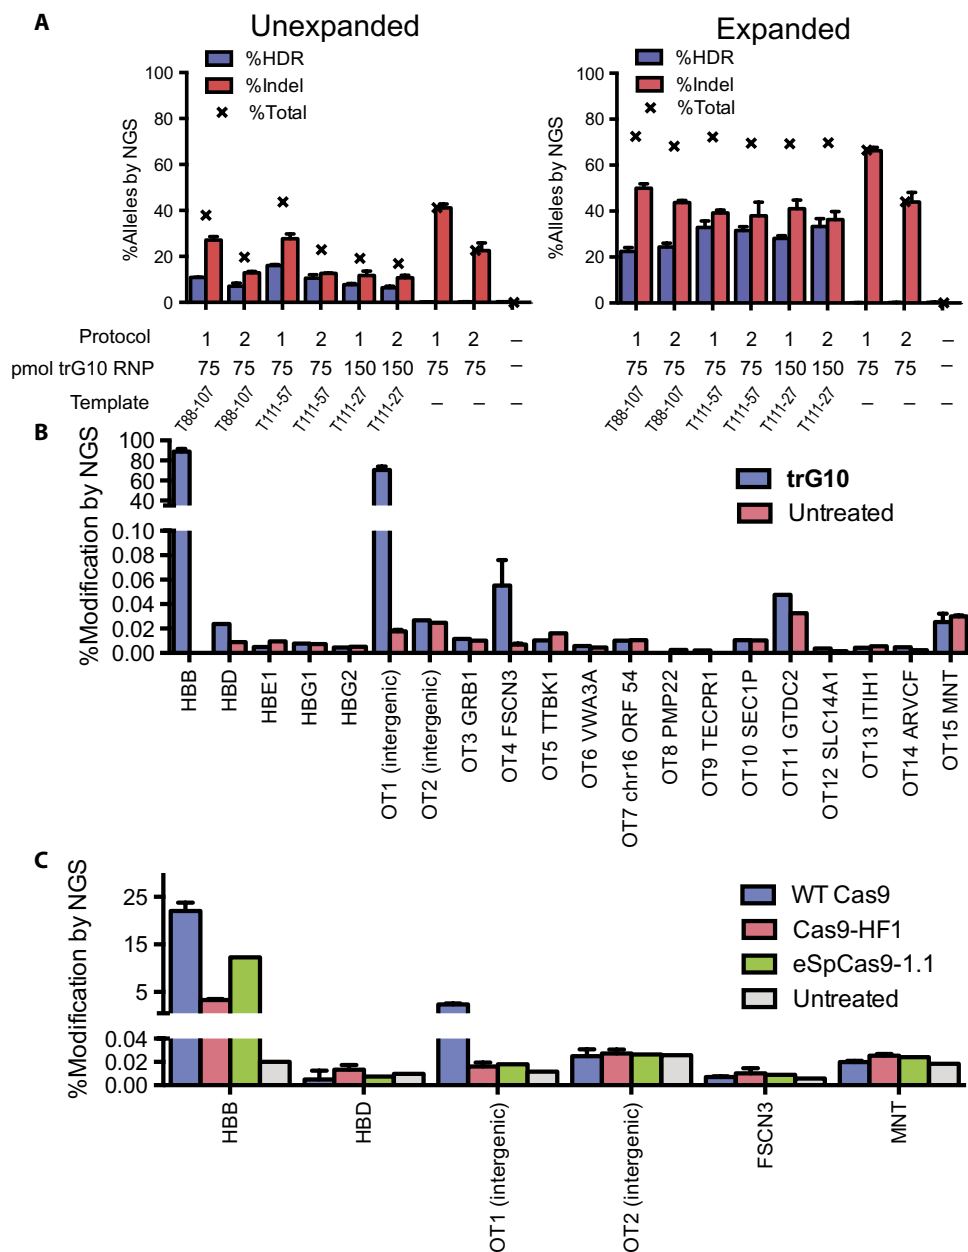 A
Unexpanded
Expanded
%HDR
%Indel
%Total
%HDR
%Indel
%Total
%Alleles by NGS
100
80
60
40
20
0
%Alleles by NGS
100
80
60
40
20
0
Protocol 1 2 1 2 1 2 1 2 – 1 2 1 2 1 2 1 2 –
pmol trG10 RNP 75 75 75 75 150 150 75 75 – 75 75 75 75 150 150 75 75 –
Template T88-107 T88-107 T111-57 T111-57 T111-27 T111-27 – – T88-107 T88-107 T111-57 T111-57 T111-27 T111-27 – –
B
%Modification by NGS
100
80
60
40
0.10
0.08
0.06
0.04
0.02
0.00
trG10
Untreated
HBB
HBD
HBE1
HBG1
HBG2
OT1 (intergenic)
OT2 (intergenic)
OT3 GRB1
OT4 FSCN3
OT5 TTBK1
OT6 VWA3A
OT7 chr16 ORF 54
OT8 PMP22
OT9 TECPR1
OT10 SEC1P
OT11 GTDC2
OT12 SLC14A1
OT13 ITIH1
OT14 ARVCF
OT15 MNT
C
%Modification by NGS
25
15
5
0.04
0.02
0.00
WT Cas9
Cas9-HF1
eSpCas9-1.1
Untreated
HBB
HBD
OT1 (intergenic)
OT2 (intergenic)
FSCN3
MNT